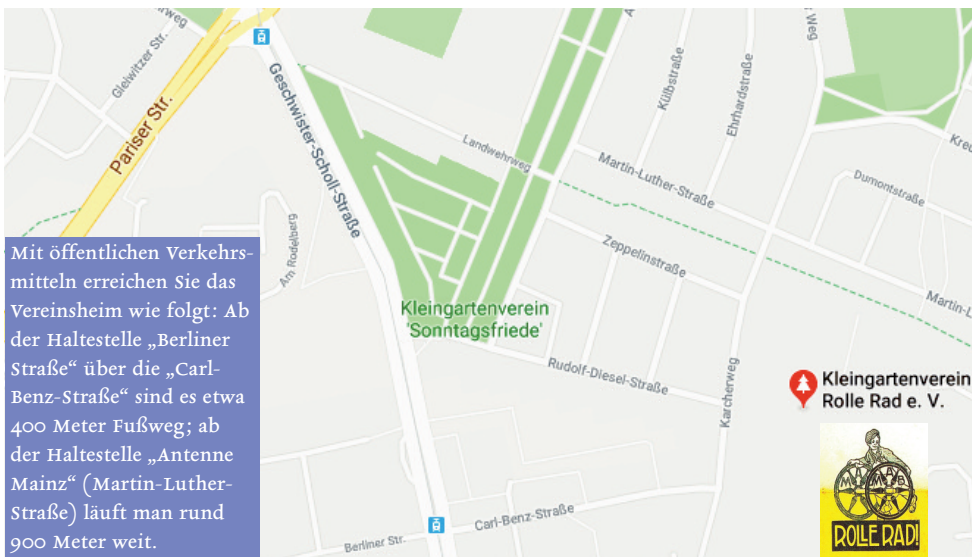 Gleiwitzer Str.
Pariser Str.
Geschwister-Scholl-Straße
Am Rodelberg
Landwehrweg
Külbstraße
Ehrhardstraße
Weg
Martin-Luther-Straße
Dumontstraße
Zeppelinstraße
Kleingartenverein
'Sonntagsfriede'
Rudolf-Diesel-Straße
Karcherweg
Kleingartenverein
Rolle Rad e. V.
ROLLE RAD!
Carl-Benz-Straße
Berliner Str.
Mit öffentlichen Verkehrs-
mitteln erreichen Sie das
Vereinsheim wie folgt: Ab
der Haltestelle „Berliner
Straße“ über die „Carl-
Benz-Straße“ sind es etwa
400 Meter Fußweg; ab
der Haltestelle „Antenne
Mainz“ (Martin-Luther-
Straße) läuft man rund
900 Meter weit.